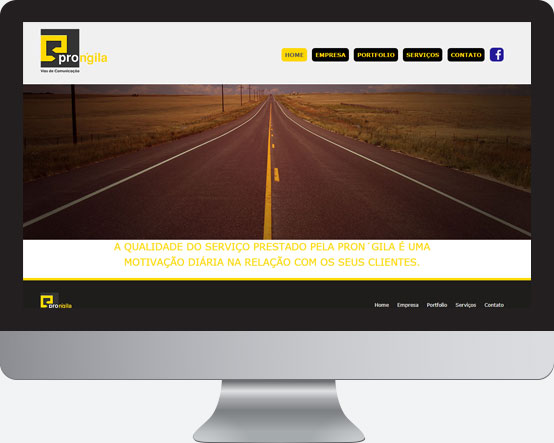 pron'gila
Vias de Comunicação
HOME EMPRESA PORTFOLIO SERVIÇOS CONTATO f
A QUALIDADE DO SERVIÇO PRESTADO PELA PRON´GILA É UMA
MOTIVAÇÃO DIÁRIA NA RELAÇÃO COM OS SEUS CLIENTES.
pron'gila
Home Empresa Portfolio Serviços Contato